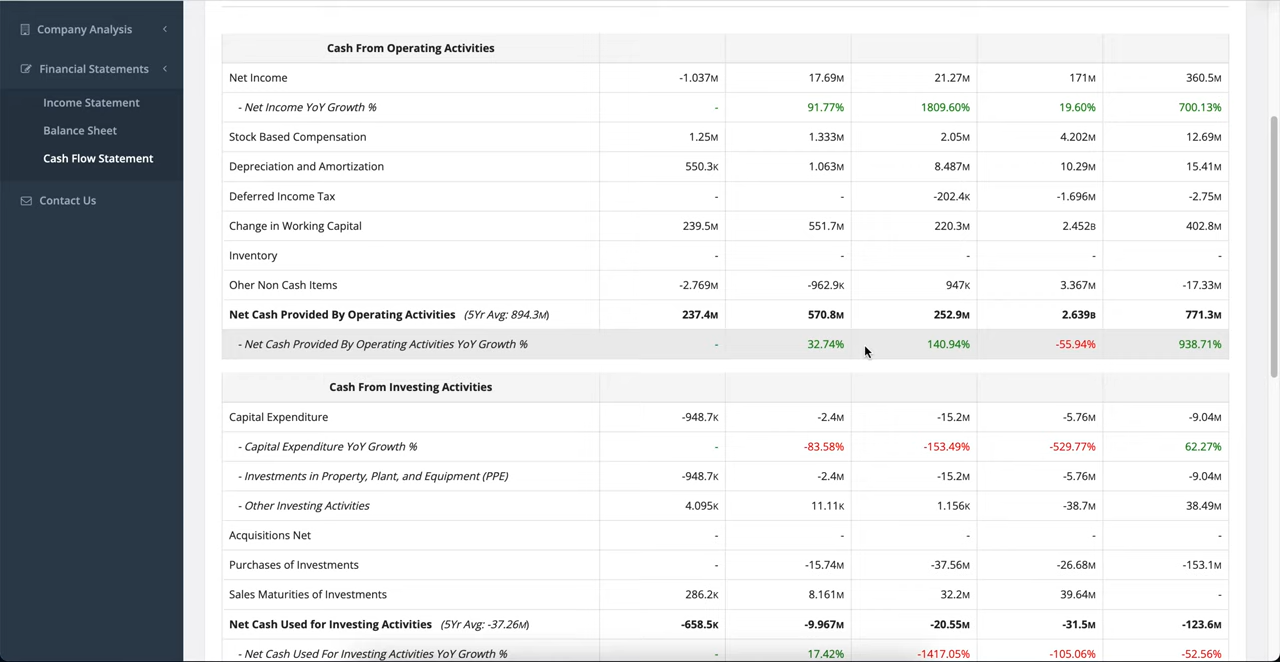 Company Analysis
Financial Statements
Income Statement
Balance Sheet
Cash Flow Statement
Contact Us
Cash From Operating Activities
Net Income -1.037M 17.69M 21.27M 171M 360.5M
- Net Income YoY Growth % - 91.77% 1809.60% 19.60% 700.13%
Stock Based Compensation 1.25M 1.333M 2.05M 4.202M 12.69M
Depreciation and Amortization 550.3K 1.063M 8.487M 10.29M 15.41M
Deferred Income Tax - - -202.4K -1.696M -2.75M
Change in Working Capital 239.5M 551.7M 220.3M 2.452B 402.8M
Inventory - - - - -
Oher Non Cash Items -2.769M -962.9K 947K 3.367M -17.33M
Net Cash Provided By Operating Activities (5Yr Avg: 894.3M) 237.4M 570.8M 252.9M 2.639B 771.3M
- Net Cash Provided By Operating Activities YoY Growth % - 32.74% 140.94% -55.94% 938.71%
Cash From Investing Activities
Capital Expenditure -948.7K -2.4M -15.2M -5.76M -9.04M
- Capital Expenditure YoY Growth % - -83.58% -153.49% -529.77% 62.27%
- Investments in Property, Plant, and Equipment (PPE) -948.7K -2.4M -15.2M -5.76M -9.04M
- Other Investing Activities 4.095K 11.11K 1.156K -38.7M 38.49M
Acquisitions Net - - - - -
Purchases of Investments - -15.74M -37.56M -26.68M -153.1M
Sales Maturities of Investments 286.2K 8.161M 32.2M 39.64M -
Net Cash Used for Investing Activities (5Yr Avg: -37.26M) -658.5K -9.967M -20.55M -31.5M -123.6M
- Net Cash Used For Investing Activities YoY Growth % - 17.42% -1417.05% -105.06% -52.56%